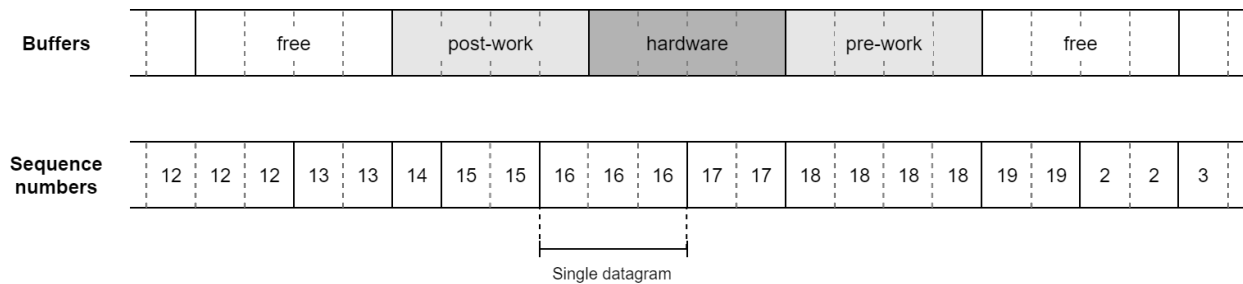 Buffers free post-work hardware pre-work free
Sequence
numbers
12 12 12 13 13 14 15 15 16 16 16 17 17 18 18 18 18 19 19 2 2 3
Single datagram